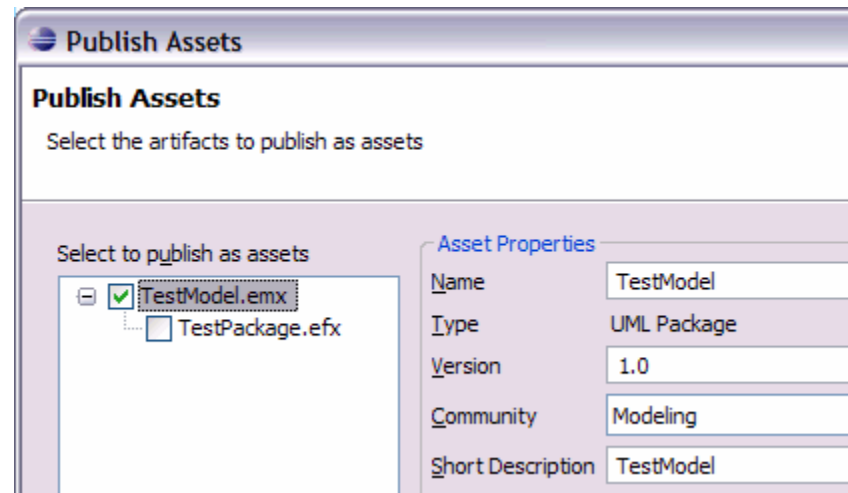 Publish Assets
Publish Assets
Select the artifacts to publish as assets
Select to publish as assets
TestModel.emx
TestPackage.efx
Asset Properties
Name TestModel
Type UML Package
Version 1.0
Community Modeling
Short Description TestModel